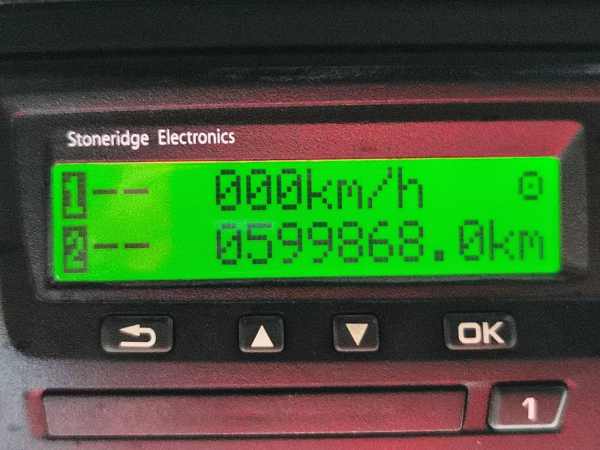 Stoneridge Electronics
1-- 000km/h
2-- 0599868.0km
OK
1